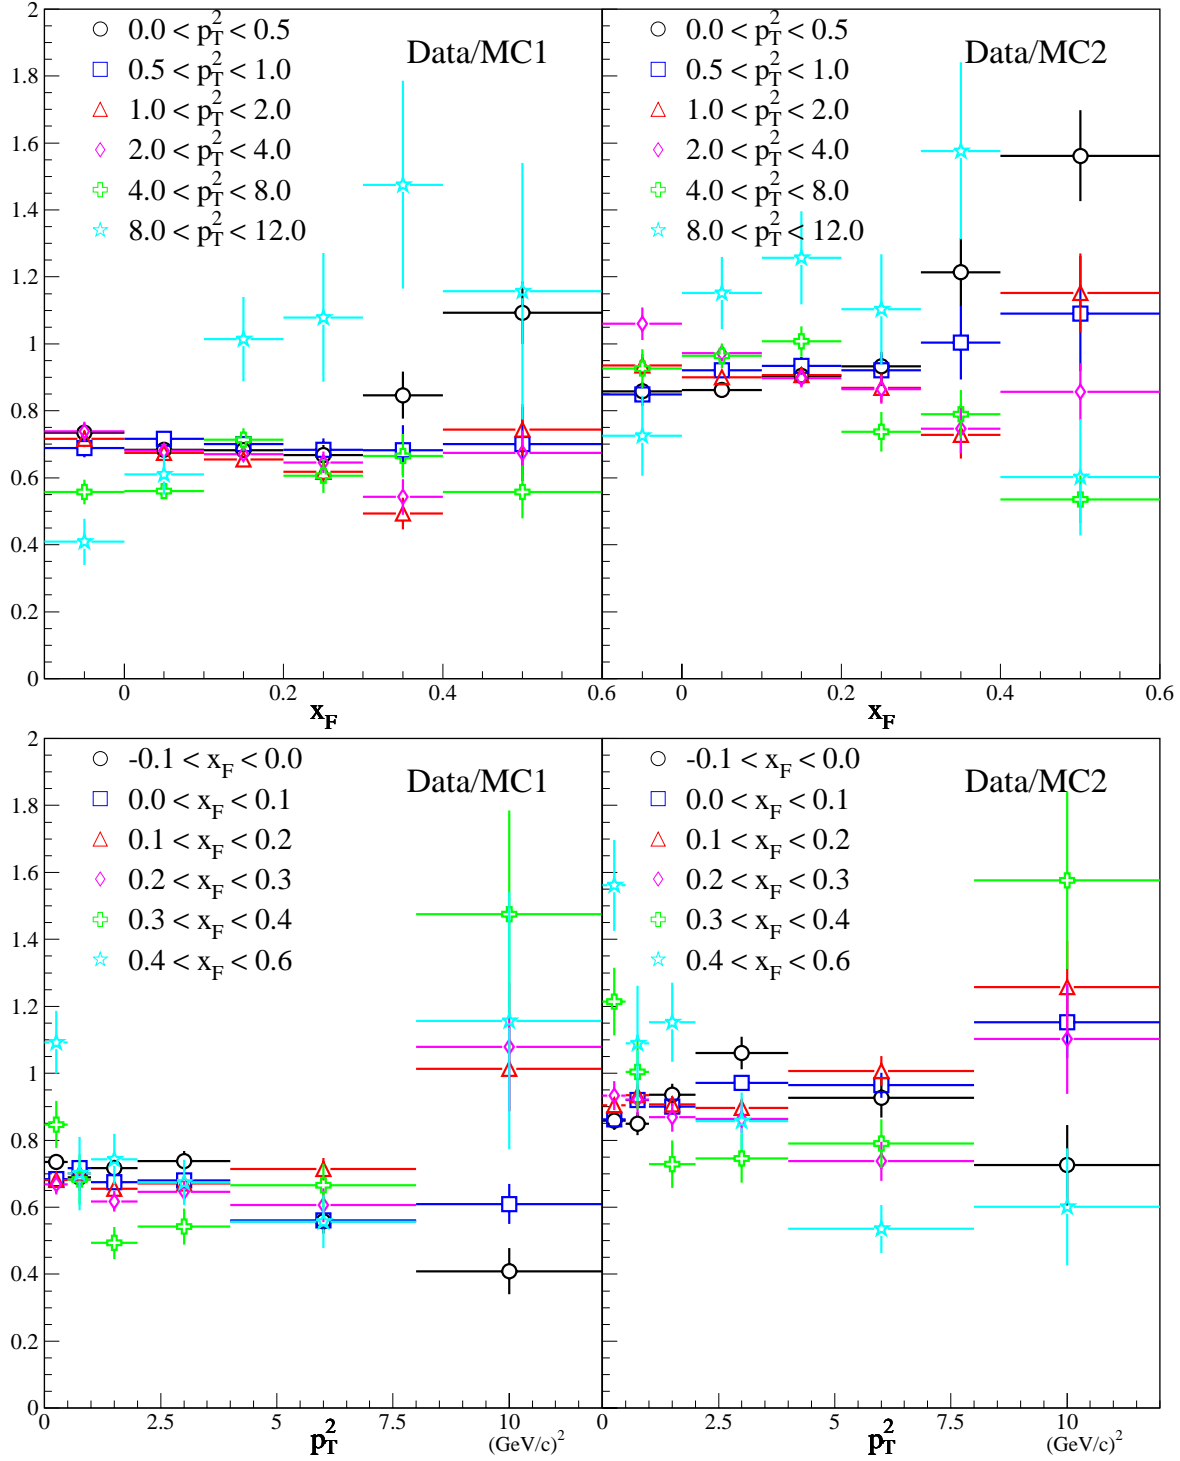 Data/MC1
0.0 < p_T^2 < 0.5
0.5 < p_T^2 < 1.0
1.0 < p_T^2 < 2.0
2.0 < p_T^2 < 4.0
4.0 < p_T^2 < 8.0
8.0 < p_T^2 < 12.0
2
1.8
1.6
1.4
1.2
1
0.8
0.6
0.4
0.2
0
0 0.2 0.4 0.6
x_F
Data/MC2
0.0 < p_T^2 < 0.5
0.5 < p_T^2 < 1.0
1.0 < p_T^2 < 2.0
2.0 < p_T^2 < 4.0
4.0 < p_T^2 < 8.0
8.0 < p_T^2 < 12.0
0 0.2 0.4 0.6
x_F
Data/MC1
-0.1 < x_F < 0.0
0.0 < x_F < 0.1
0.1 < x_F < 0.2
0.2 < x_F < 0.3
0.3 < x_F < 0.4
0.4 < x_F < 0.6
2
1.8
1.6
1.4
1.2
1
0.8
0.6
0.4
0.2
0
0 2.5 5 7.5 10
p_T^2 (GeV/c)^2
Data/MC2
-0.1 < x_F < 0.0
0.0 < x_F < 0.1
0.1 < x_F < 0.2
0.2 < x_F < 0.3
0.3 < x_F < 0.4
0.4 < x_F < 0.6
0 2.5 5 7.5 10
p_T^2 (GeV/c)^2